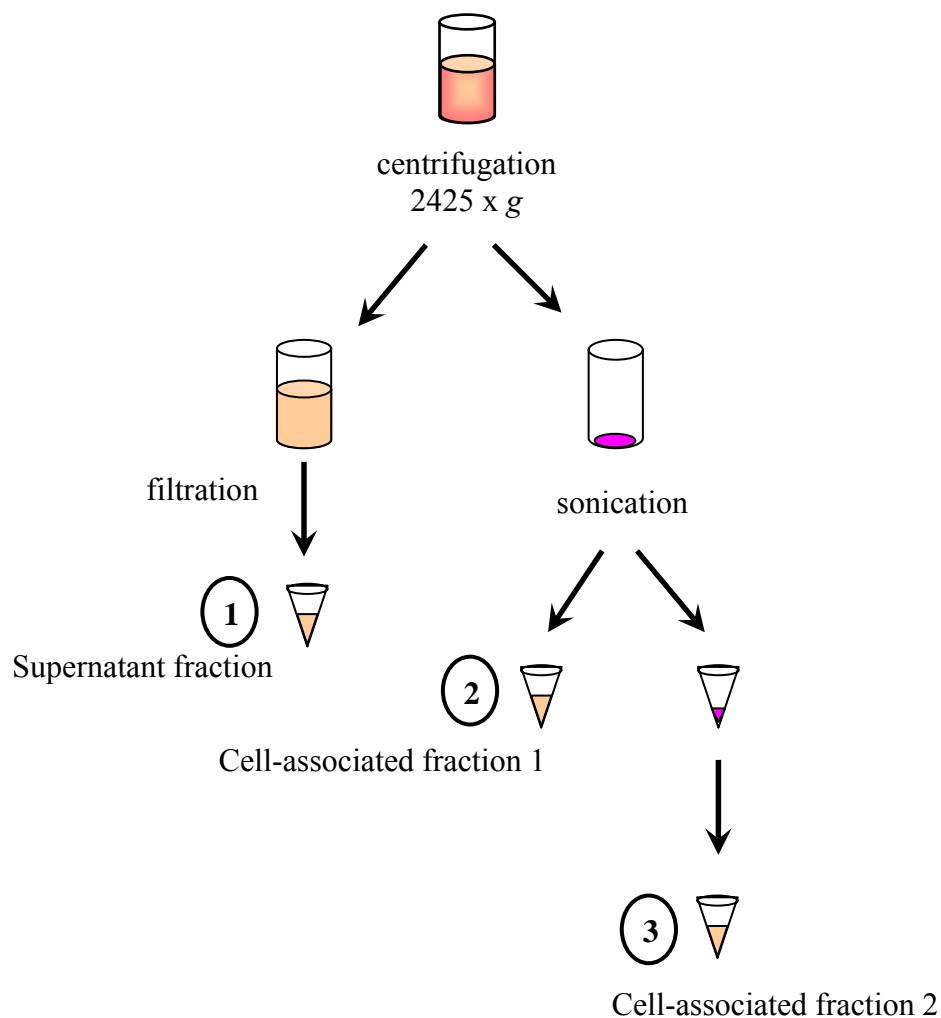 centrifugation
2425 x g
filtration
sonication
1
Supernatant fraction
2
Cell-associated fraction 1
3
Cell-associated fraction 2